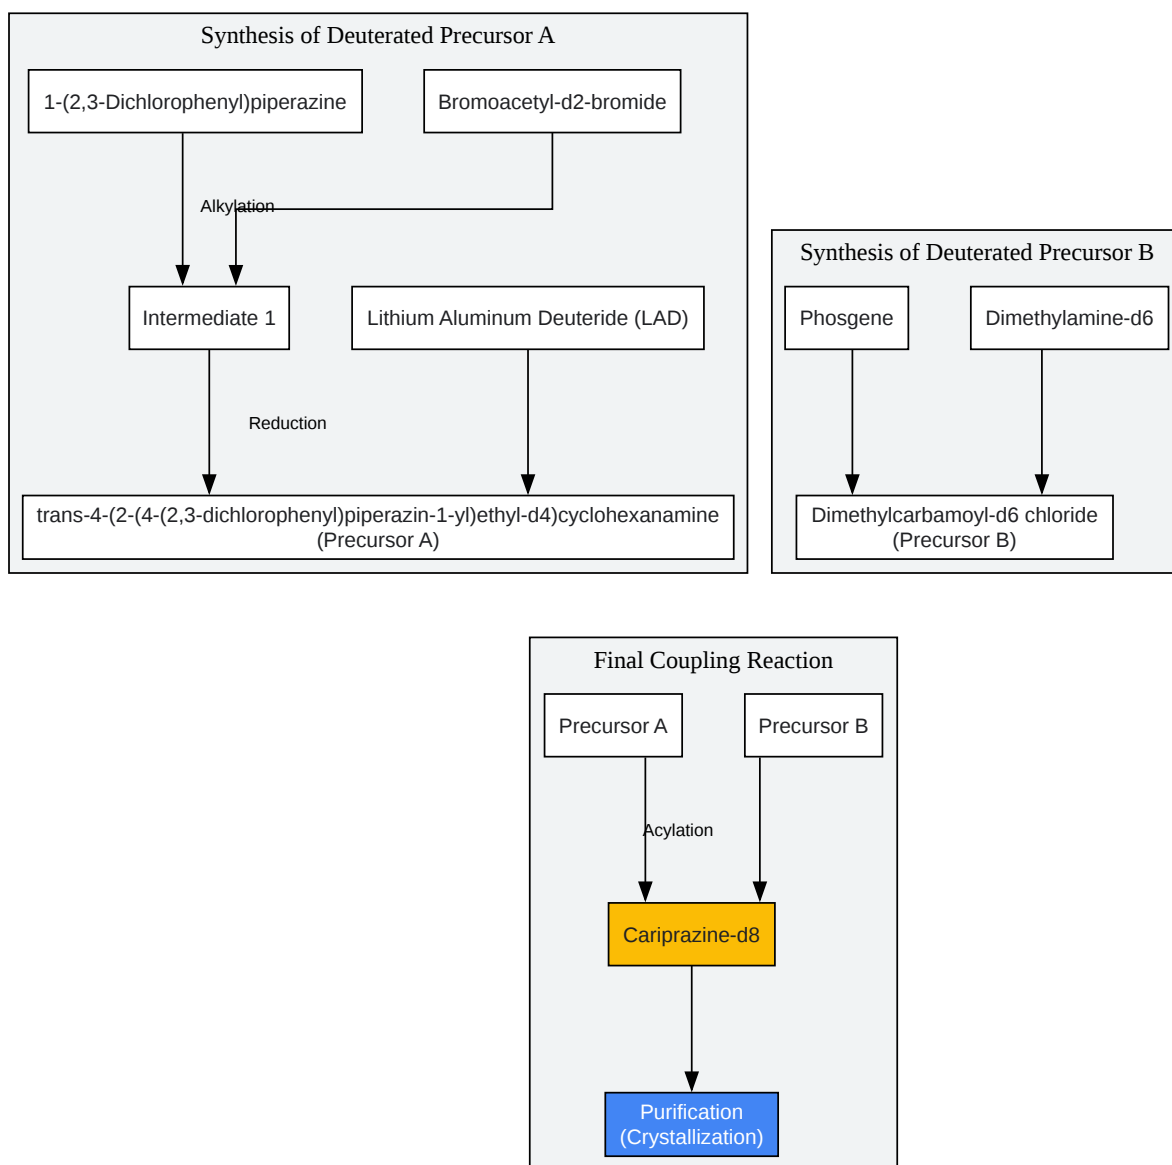 Synthesis of Deuterated Precursor A
1-(2,3-Dichlorophenyl)piperazine
Bromoacetyl-d2-bromide
Alkylation
Intermediate 1
Lithium Aluminum Deuteride (LAD)
Reduction
trans-4-(2-(4-(2,3-dichlorophenyl)piperazin-1-yl)ethyl-d4)cyclohexanamine
(Precursor A)
Synthesis of Deuterated Precursor B
Phosgene
Dimethylamine-d6
Dimethylcarbamoyl-d6 chloride
(Precursor B)
Final Coupling Reaction
Precursor A
Precursor B
Acylation
Cariprazine-d8
Purification
(Crystallization)